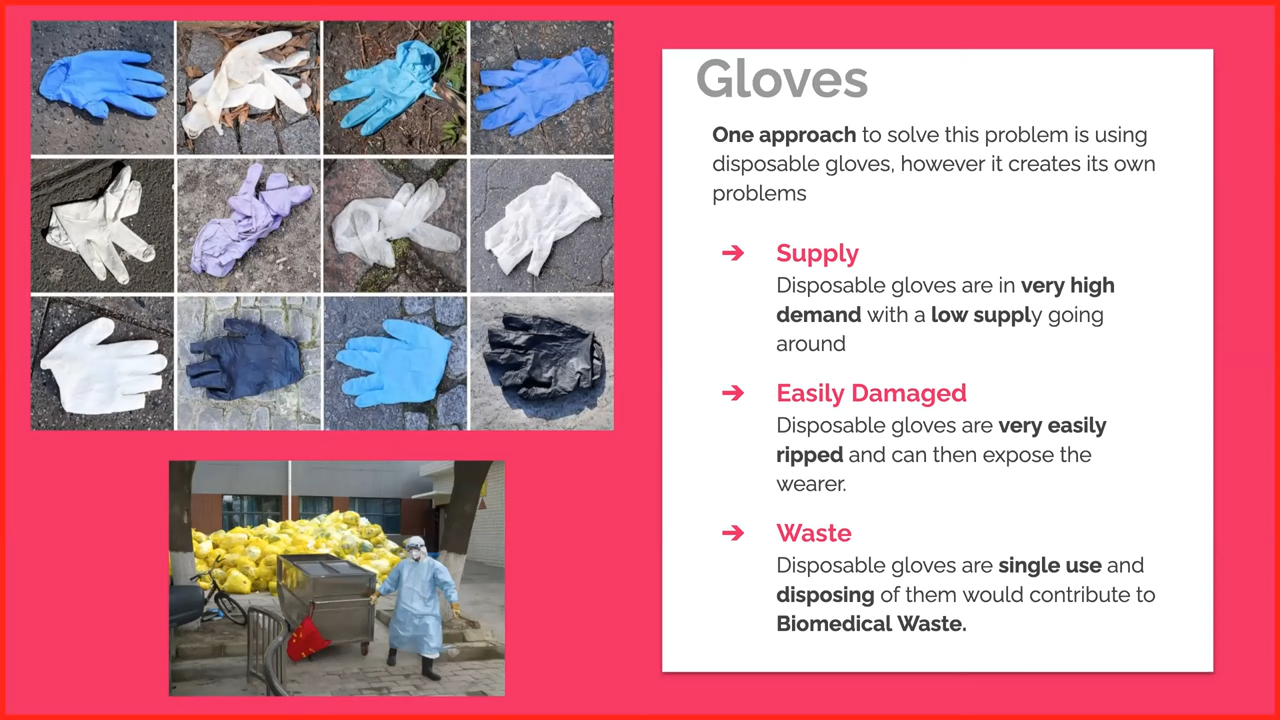 Gloves
One approach to solve this problem is using
disposable gloves, however it creates its own
problems
➔ Supply
Disposable gloves are in very high
demand with a low supply going
around
➔ Easily Damaged
Disposable gloves are very easily
ripped and can then expose the
wearer.
➔ Waste
Disposable gloves are single use and
disposing of them would contribute to
Biomedical Waste.